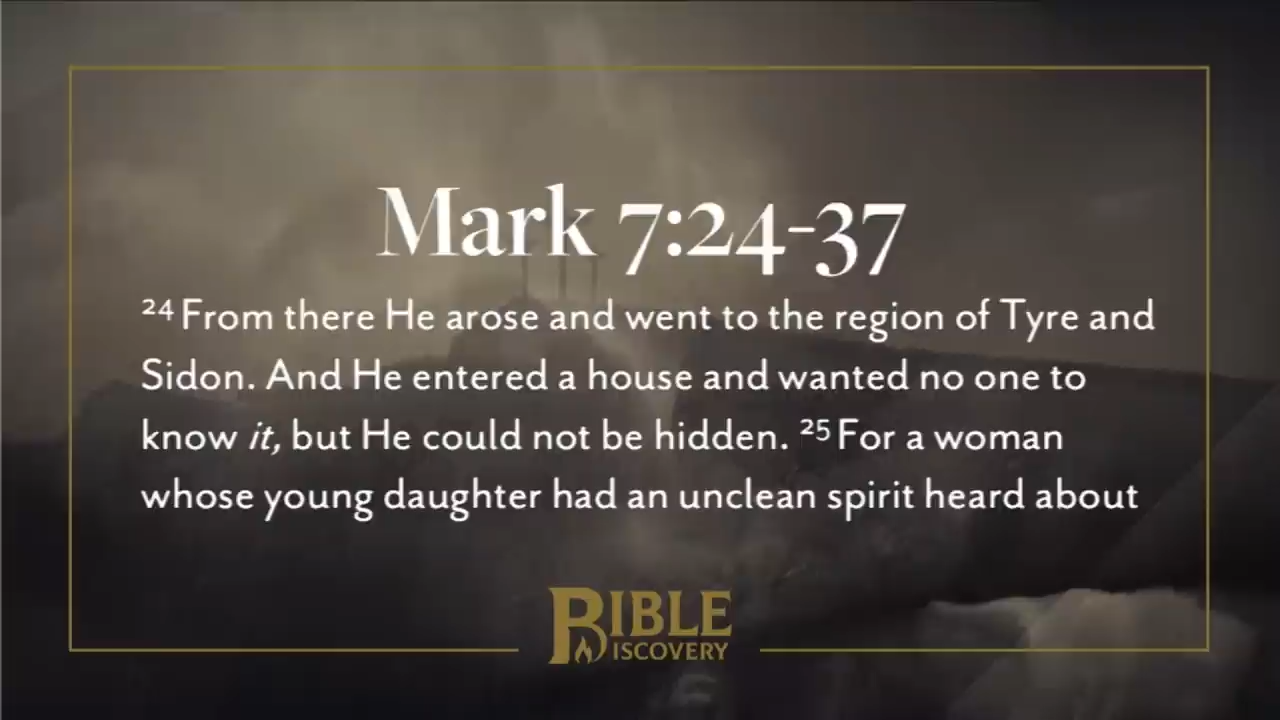 Mark 7:24-37
²⁴ From there He arose and went to the region of Tyre and
Sidon. And He entered a house and wanted no one to
know it, but He could not be hidden. ²⁵ For a woman
whose young daughter had an unclean spirit heard about
BIBLE
DISCOVERY